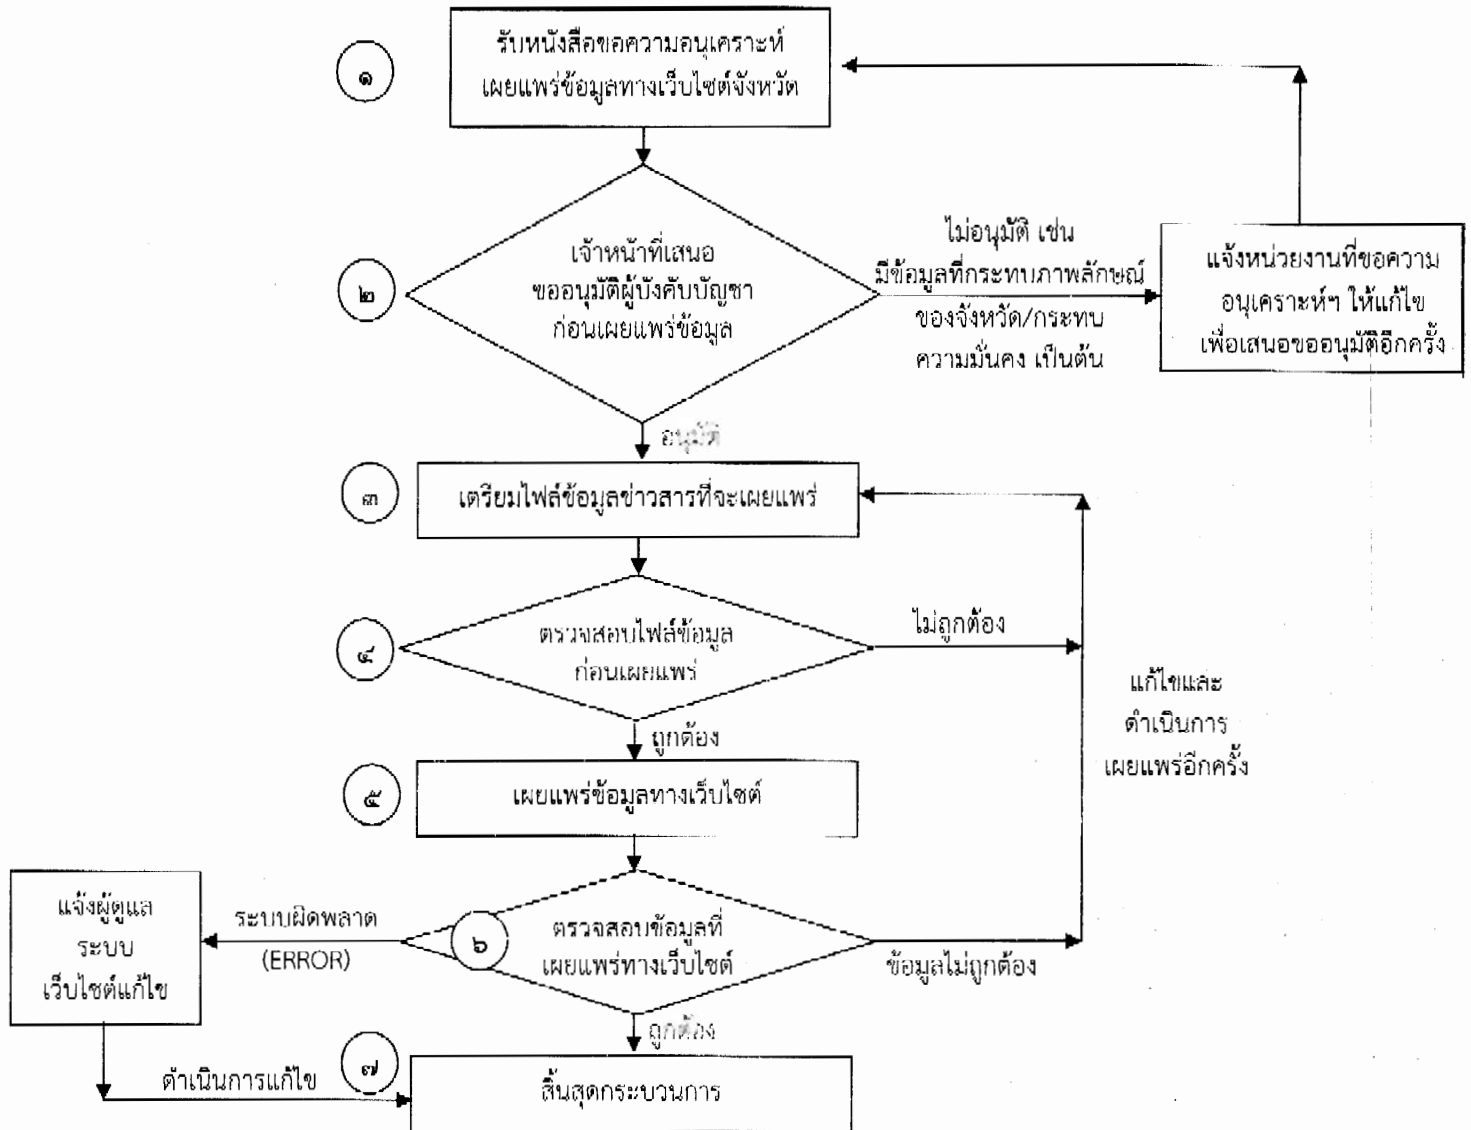 ๑
รับหนังสือขอความอนุเคราะห์
เผยแพร่ข้อมูลทางเว็บไซต์จังหวัด
๒
เจ้าหน้าที่เสนอ
ขออนุมัติผู้บังคับบัญชา
ก่อนเผยแพร่ข้อมูล
ไม่อนุมัติ เช่น
มีข้อมูลที่กระทบภาพลักษณ์
ของจังหวัด/กระทบ
ความมั่นคง เป็นต้น
แจ้งหน่วยงานที่ขอความ
อนุเคราะห์ฯ ให้แก้ไข
เพื่อเสนอขออนุมัติอีกครั้ง
อนุมัติ
๓
เตรียมไฟล์ข้อมูลข่าวสารที่จะเผยแพร่
๔
ตรวจสอบไฟล์ข้อมูล
ก่อนเผยแพร่
ไม่ถูกต้อง
แก้ไขและ
ดำเนินการ
เผยแพร่อีกครั้ง
ถูกต้อง
๕
เผยแพร่ข้อมูลทางเว็บไซต์
แจ้งผู้ดูแล
ระบบ
เว็บไซต์แก้ไข
ระบบผิดพลาด
(ERROR)
๖
ตรวจสอบข้อมูลที่
เผยแพร่ทางเว็บไซต์
ข้อมูลไม่ถูกต้อง
ถูกต้อง
ดำเนินการแก้ไข
๗
สิ้นสุดกระบวนการ